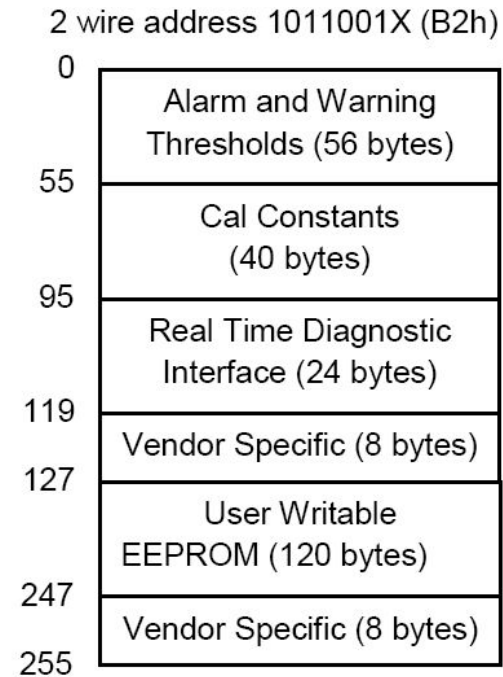 2 wire address 1011001X (B2h)
0
Alarm and Warning
Thresholds (56 bytes)
55
Cal Constants
(40 bytes)
95
Real Time Diagnostic
Interface (24 bytes)
119
Vendor Specific (8 bytes)
127
User Writable
EEPROM (120 bytes)
247
Vendor Specific (8 bytes)
255